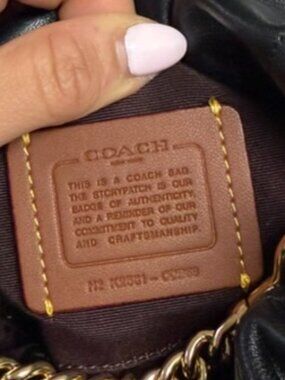 COACH
NEW YORK
THIS IS A COACH BAG.
THE STORYPATCH IS OUR
BADGE OF AUTHENTICITY,
AND A REMINDER OF OUR
COMMITMENT TO QUALITY
AND CRAFTSMANSHIP.